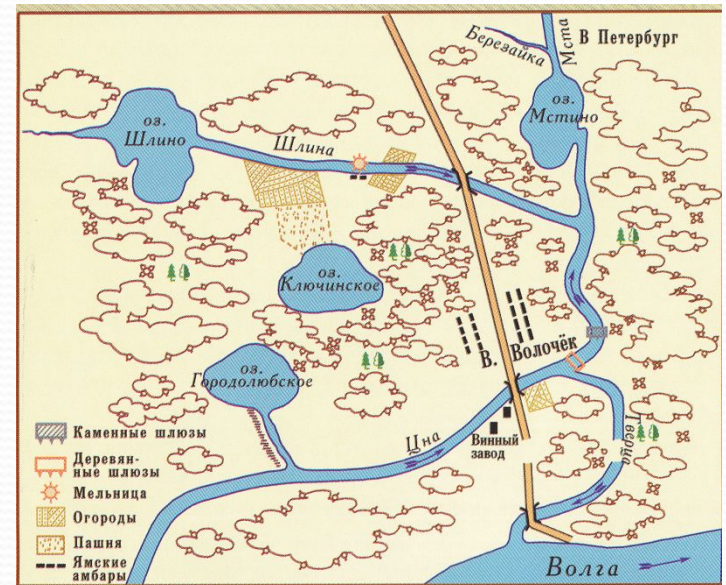 Березайка
Мста
В Петербург
оз.
Мстино
оз.
Шлино
Шлина
оз.
Ключинское
В. Волочёк
оз.
Городолюбское
Цна
Винный
завод
Тверца
Волга
Каменные шлюзы
Деревян-
ные шлюзы
Мельница
Огороды
Пашня
Ямские
амбары